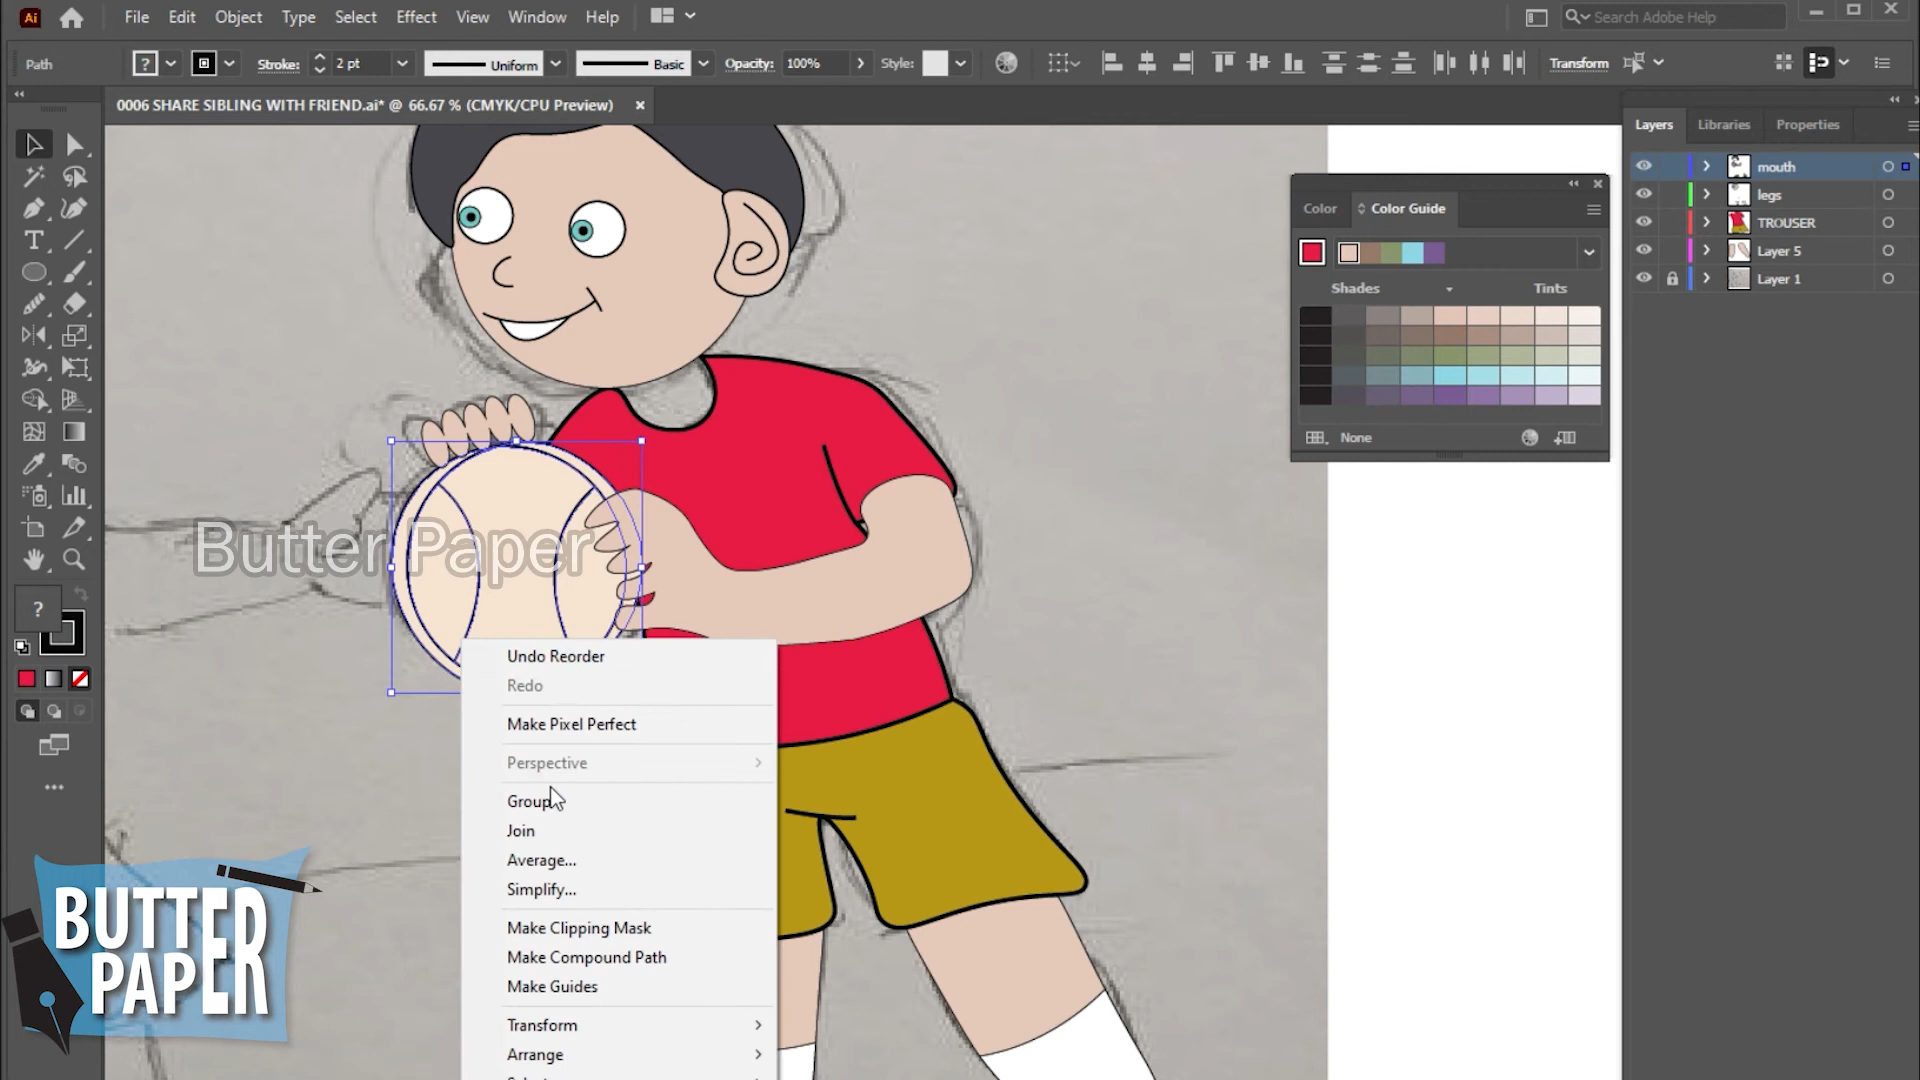 Ai File Edit Object Type Select Effect View Window Help Search Adobe Help
Path ? Stroke: 2 pt Uniform Basic Opacity: 100% Style: Transform
0006 SHARE SIBLING WITH FRIEND.ai* @ 66.67 % (CMYK/CPU Preview)
Layers Libraries Properties
mouth
legs
TROUSER
Layer 5
Layer 1
Color Color Guide
Shades Tints
None
Butter Paper
?
Undo Reorder
Redo
Make Pixel Perfect
Perspective
Group
Join
Average...
Simplify...
Make Clipping Mask
Make Compound Path
Make Guides
Transform
Arrange
BUTTER
PAPER